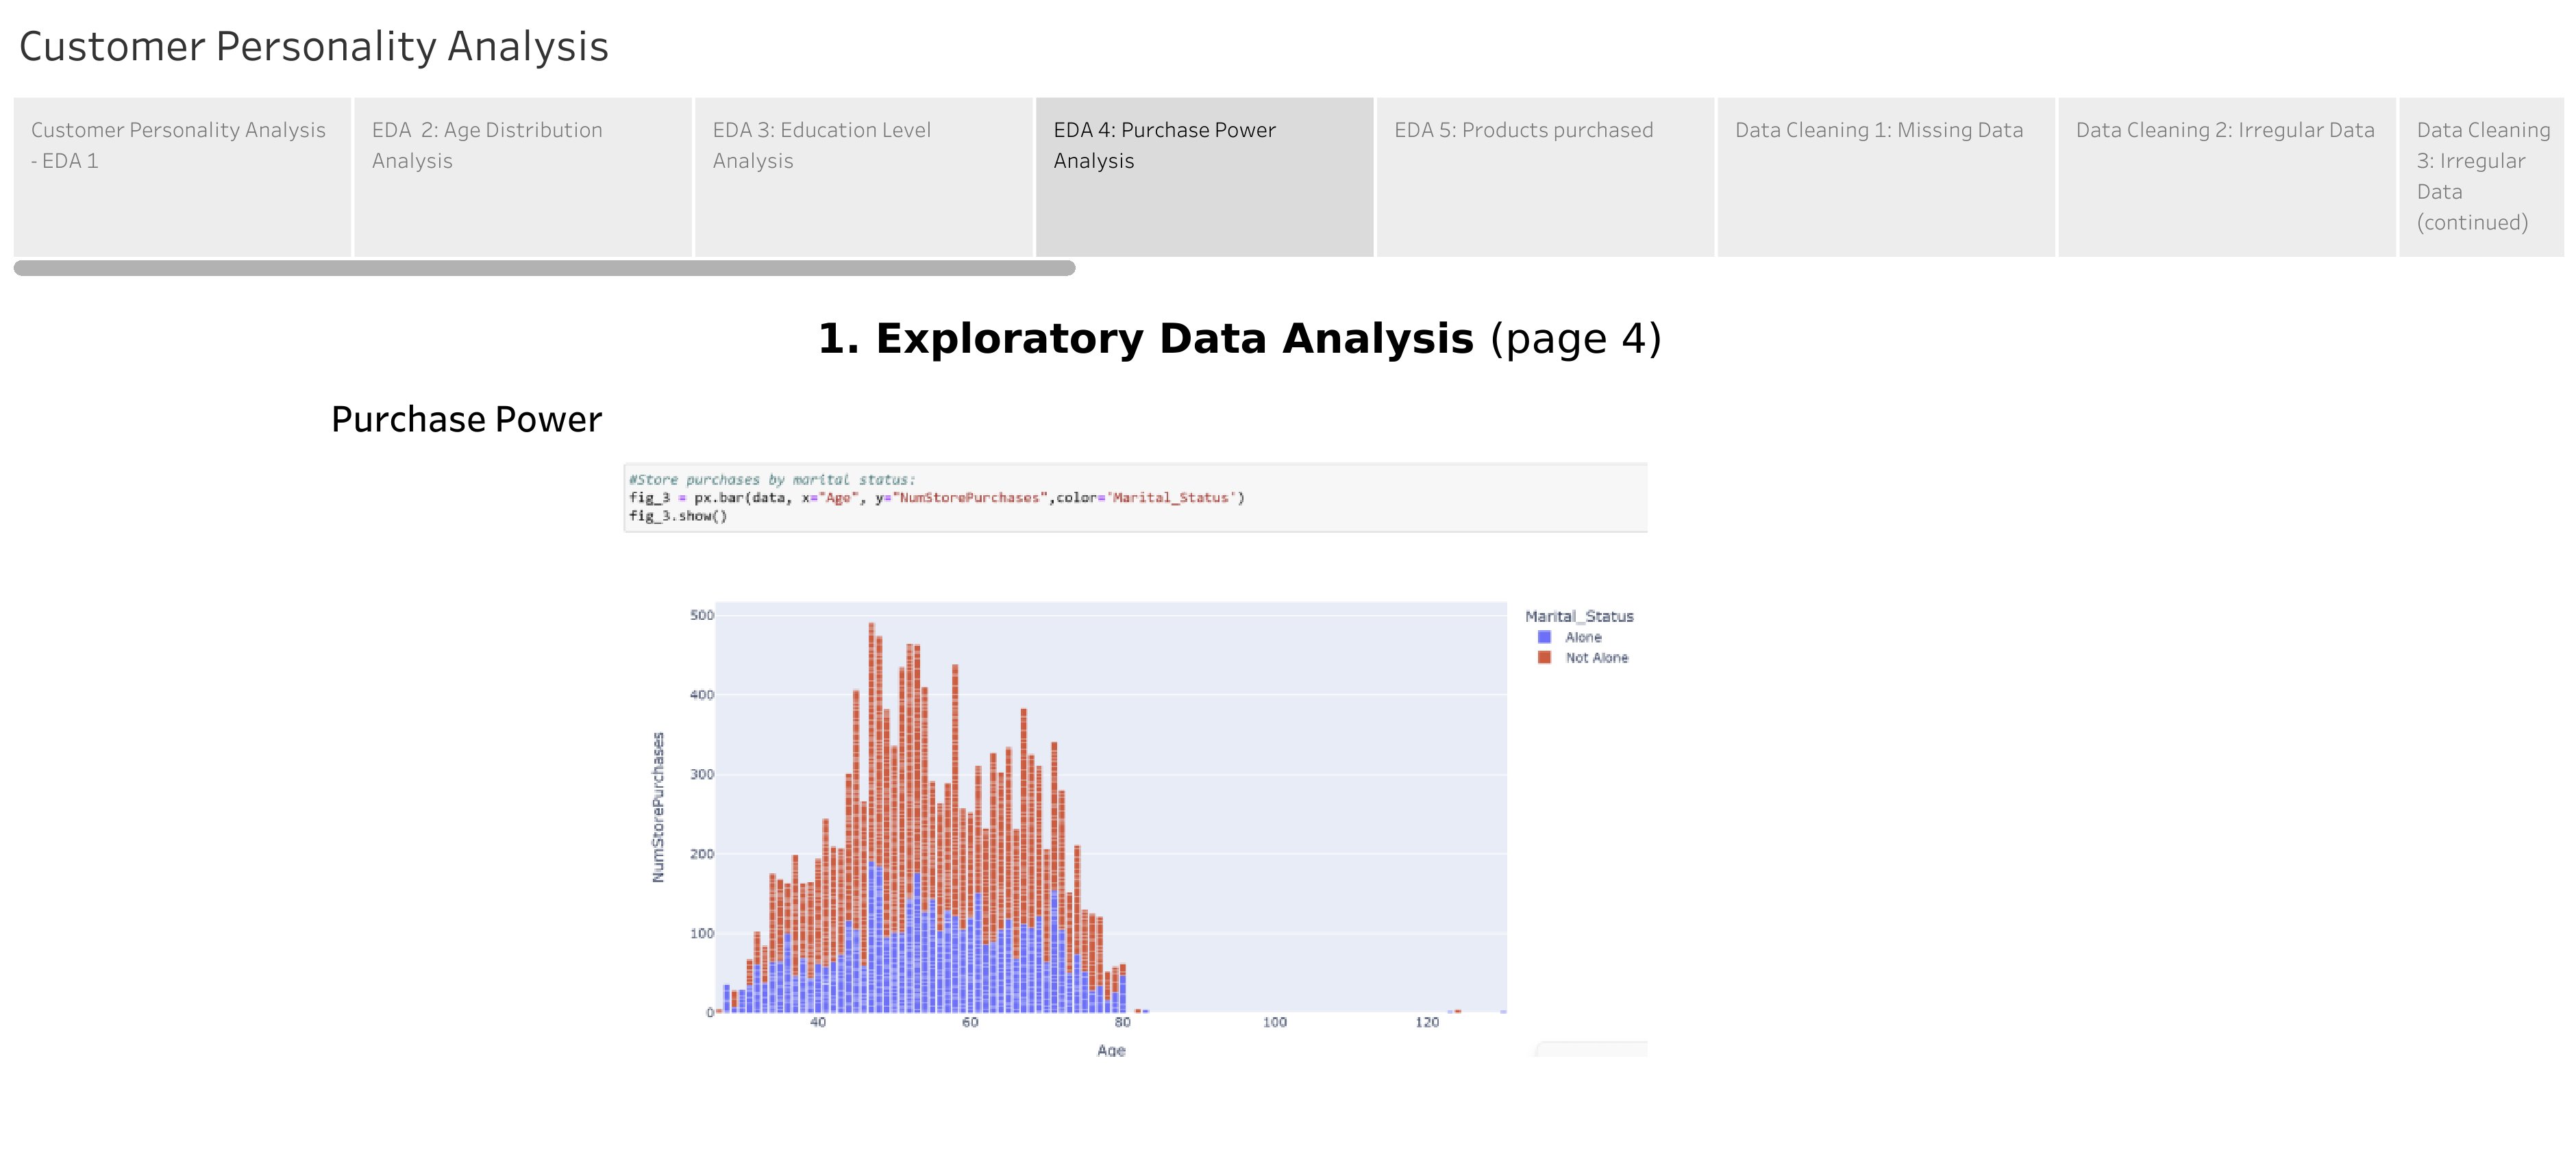 Customer Personality Analysis
Customer Personality Analysis
- EDA 1
EDA  2: Age Distribution
Analysis
EDA 3: Education Level
Analysis
EDA 4: Purchase Power
Analysis
EDA 5: Products purchased
Data Cleaning 1: Missing Data
Data Cleaning 2: Irregular Data
Data Cleaning
3: Irregular
Data
(continued)
1. Exploratory Data Analysis (page 4)
Purchase Power
#Store purchases by marital status:
fig_3 = px.bar(data, x="Age", y="NumStorePurchases",color='Marital_Status')
fig_3.show()
500
400
300
200
100
0
NumStorePurchases
40
60
80
100
120
Age
Marital_Status
Alone
Not Alone